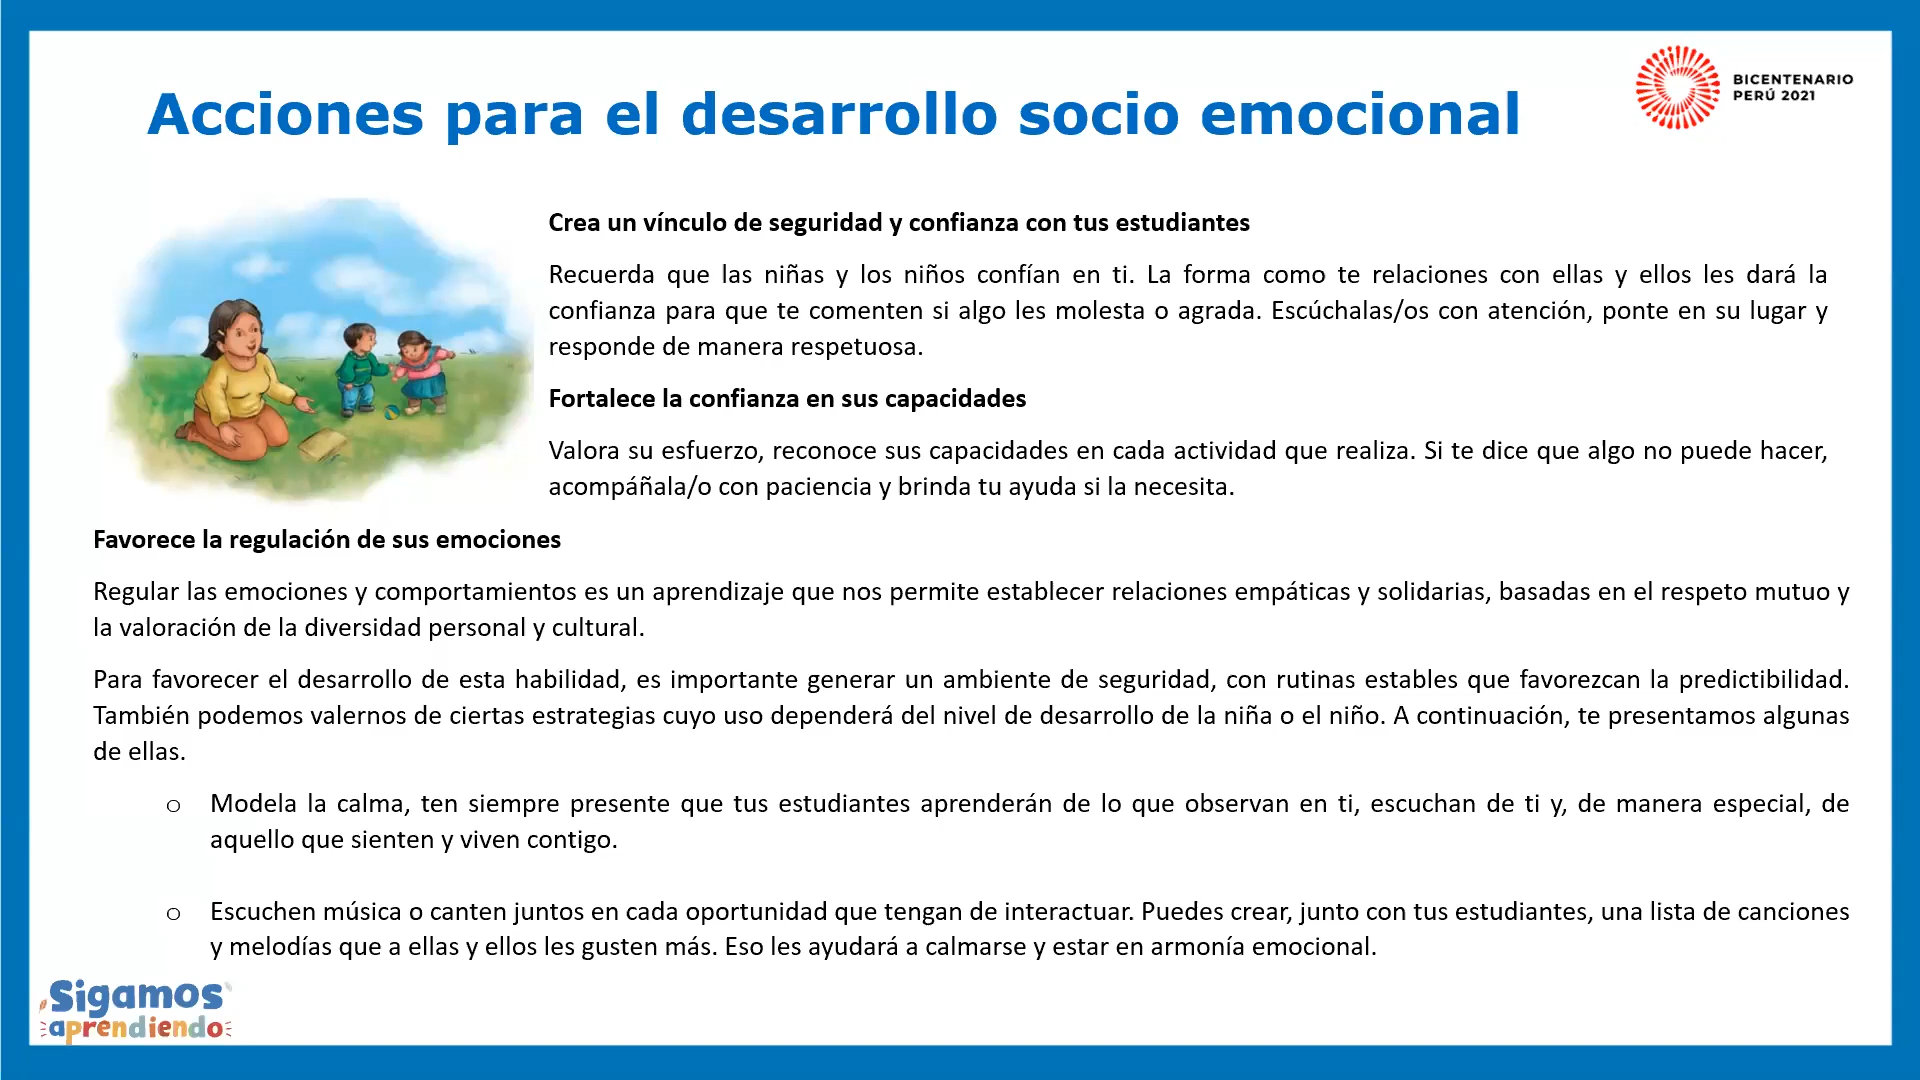 Acciones para el desarrollo socio emocional
BICENTENARIO
PERÚ 2021
Crea un vínculo de seguridad y confianza con tus estudiantes
Recuerda que las niñas y los niños confían en ti. La forma como te relaciones con ellas y ellos les dará la
confianza para que te comenten si algo les molesta o agrada. Escúchalas/os con atención, ponte en su lugar y
responde de manera respetuosa.
Fortalece la confianza en sus capacidades
Valora su esfuerzo, reconoce sus capacidades en cada actividad que realiza. Si te dice que algo no puede hacer,
acompáñala/o con paciencia y brinda tu ayuda si la necesita.
Favorece la regulación de sus emociones
Regular las emociones y comportamientos es un aprendizaje que nos permite establecer relaciones empáticas y solidarias, basadas en el respeto mutuo y
la valoración de la diversidad personal y cultural.
Para favorecer el desarrollo de esta habilidad, es importante generar un ambiente de seguridad, con rutinas estables que favorezcan la predictibilidad.
También podemos valernos de ciertas estrategias cuyo uso dependerá del nivel de desarrollo de la niña o el niño. A continuación, te presentamos algunas
de ellas.
o Modela la calma, ten siempre presente que tus estudiantes aprenderán de lo que observan en ti, escuchan de ti y, de manera especial, de
aquello que sienten y viven contigo.
o Escuchen música o canten juntos en cada oportunidad que tengan de interactuar. Puedes crear, junto con tus estudiantes, una lista de canciones
y melodías que a ellas y ellos les gusten más. Eso les ayudará a calmarse y estar en armonía emocional.
Sigamos
aprendiendo